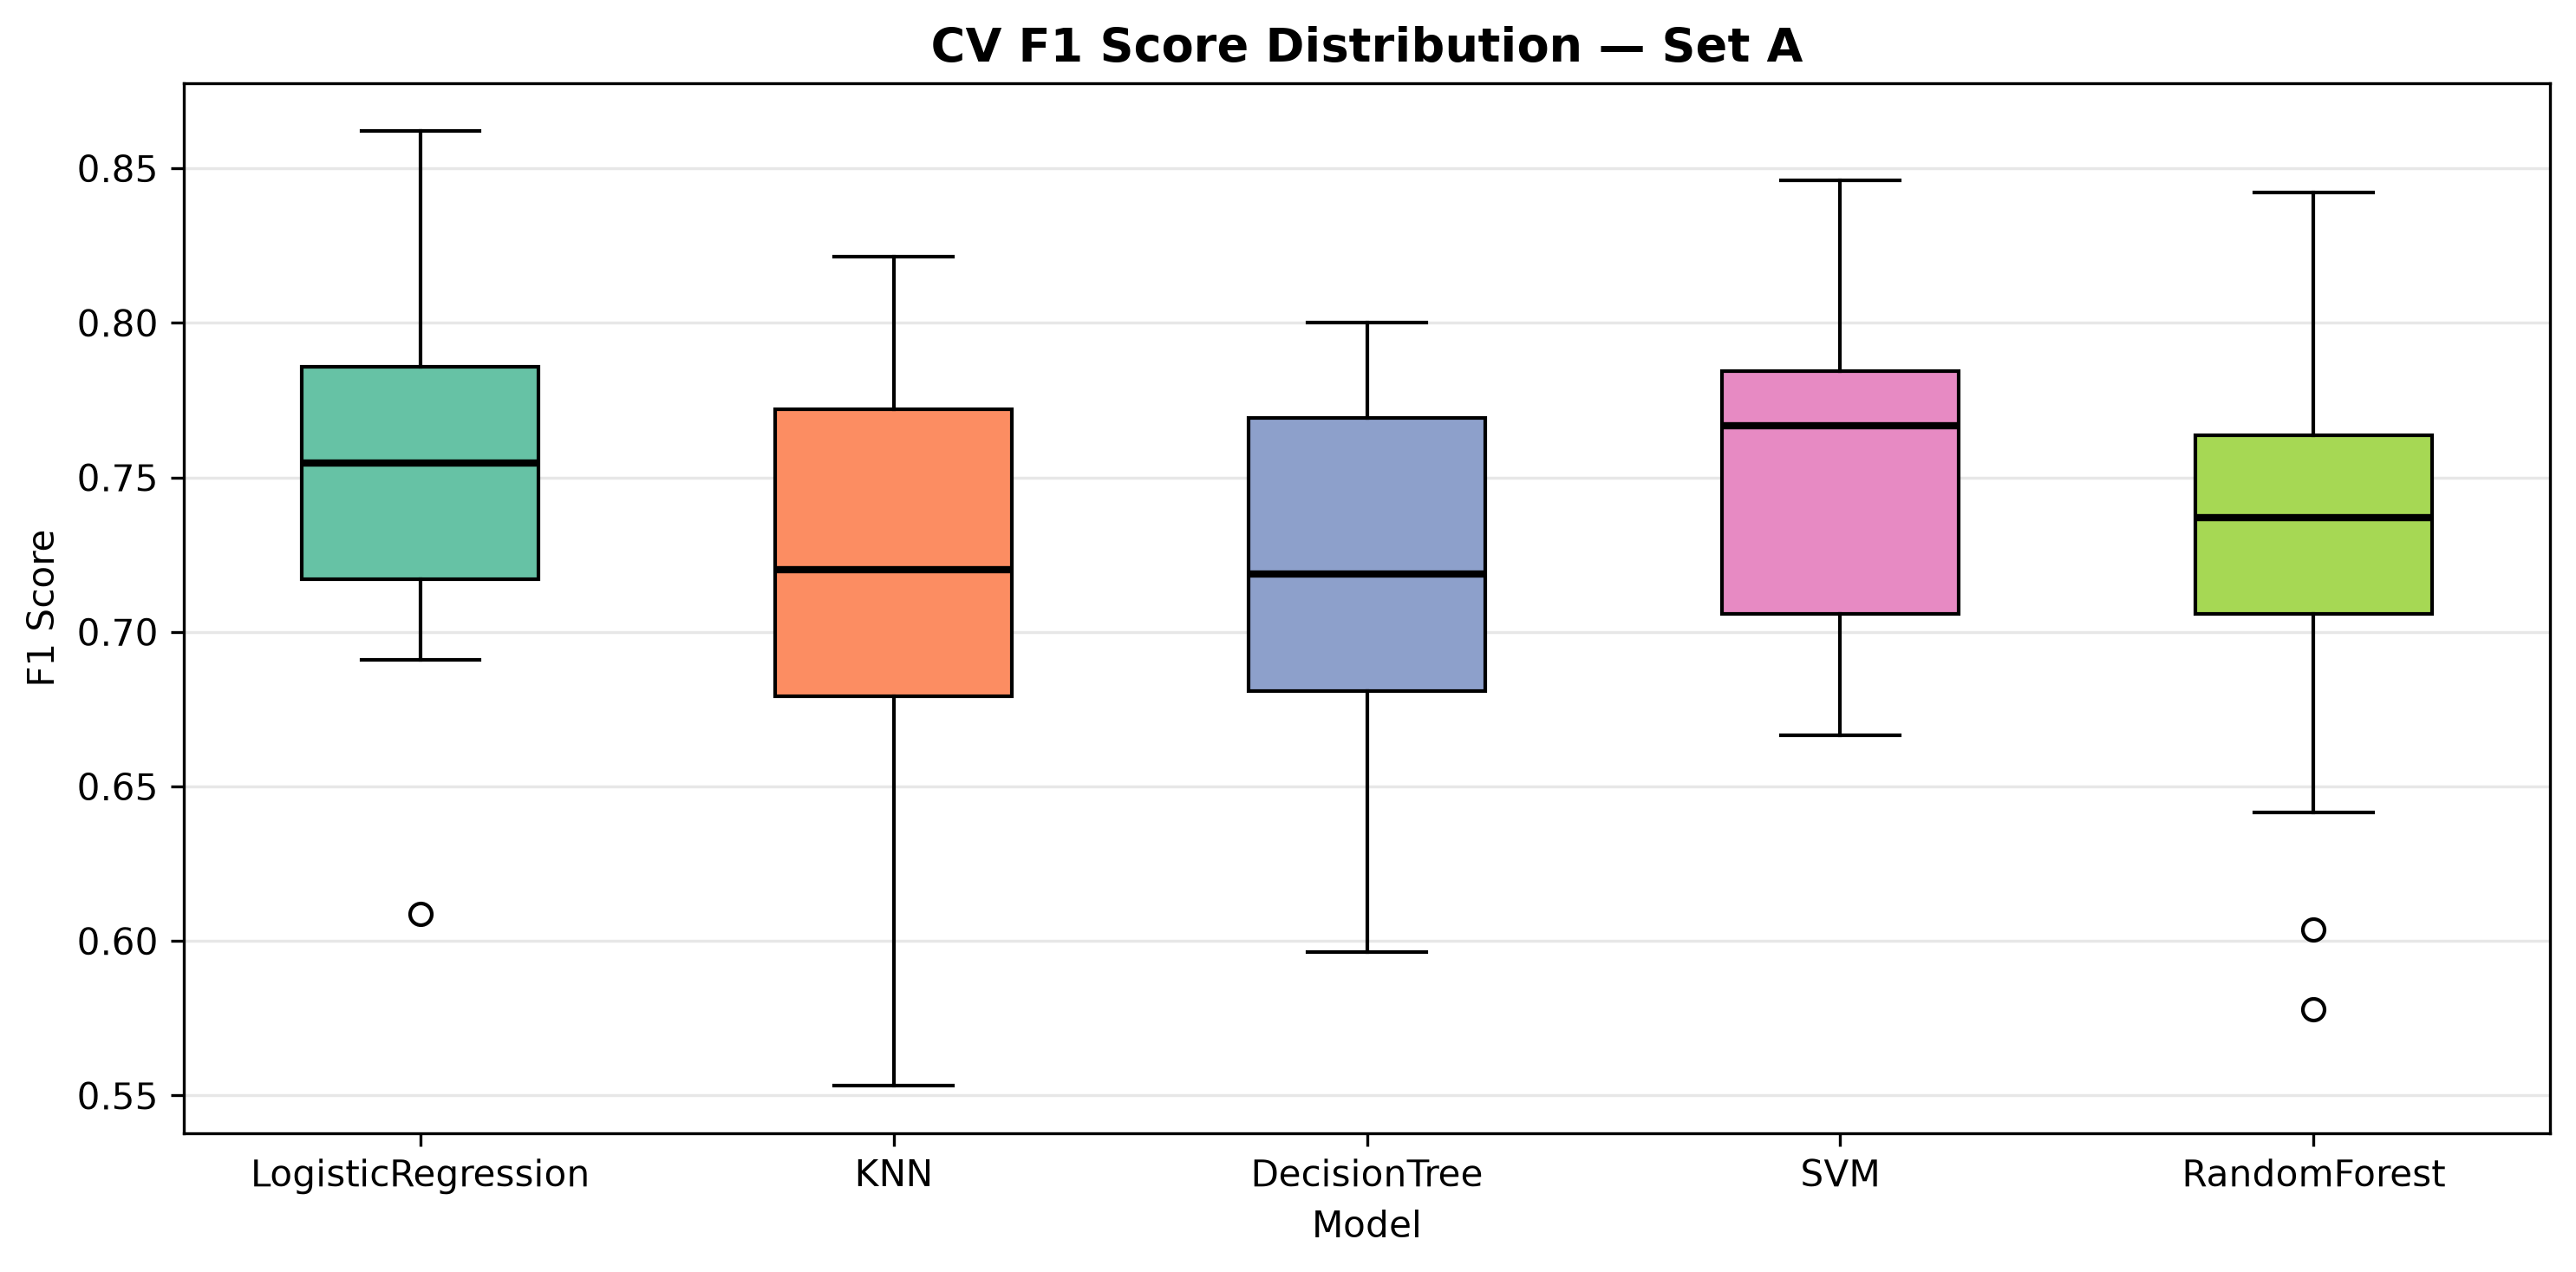 CV F1 Score Distribution — Set A
F1 Score
0.85
0.80
0.75
0.70
0.65
0.60
0.55
LogisticRegression
KNN
DecisionTree
SVM
RandomForest
Model